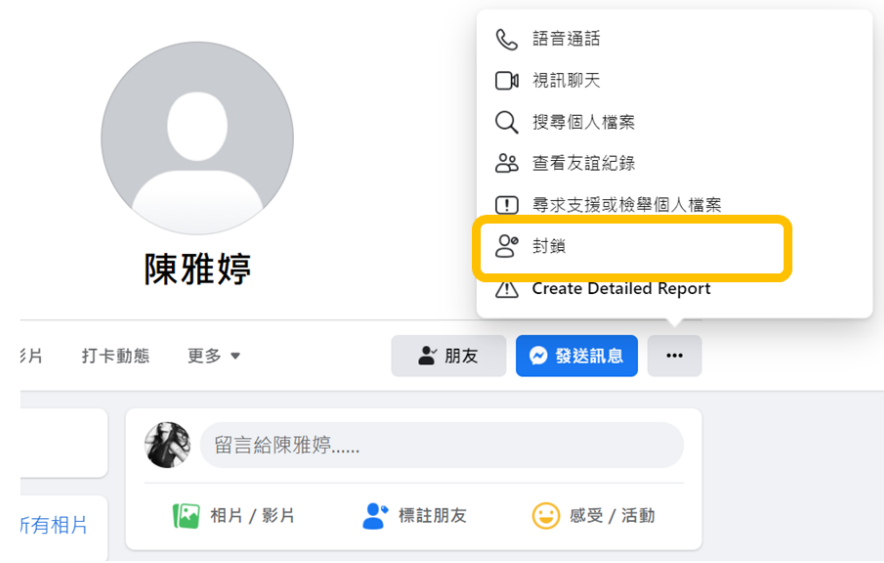 語音通話
視訊聊天
搜尋個人檔案
查看友誼紀錄
尋求支援或檢舉個人檔案
封鎖
Create Detailed Report
陳雅婷
影片 打卡動態 更多 朋友 發送訊息
留言給陳雅婷......
所有相片
相片 / 影片 標註朋友 感受 / 活動